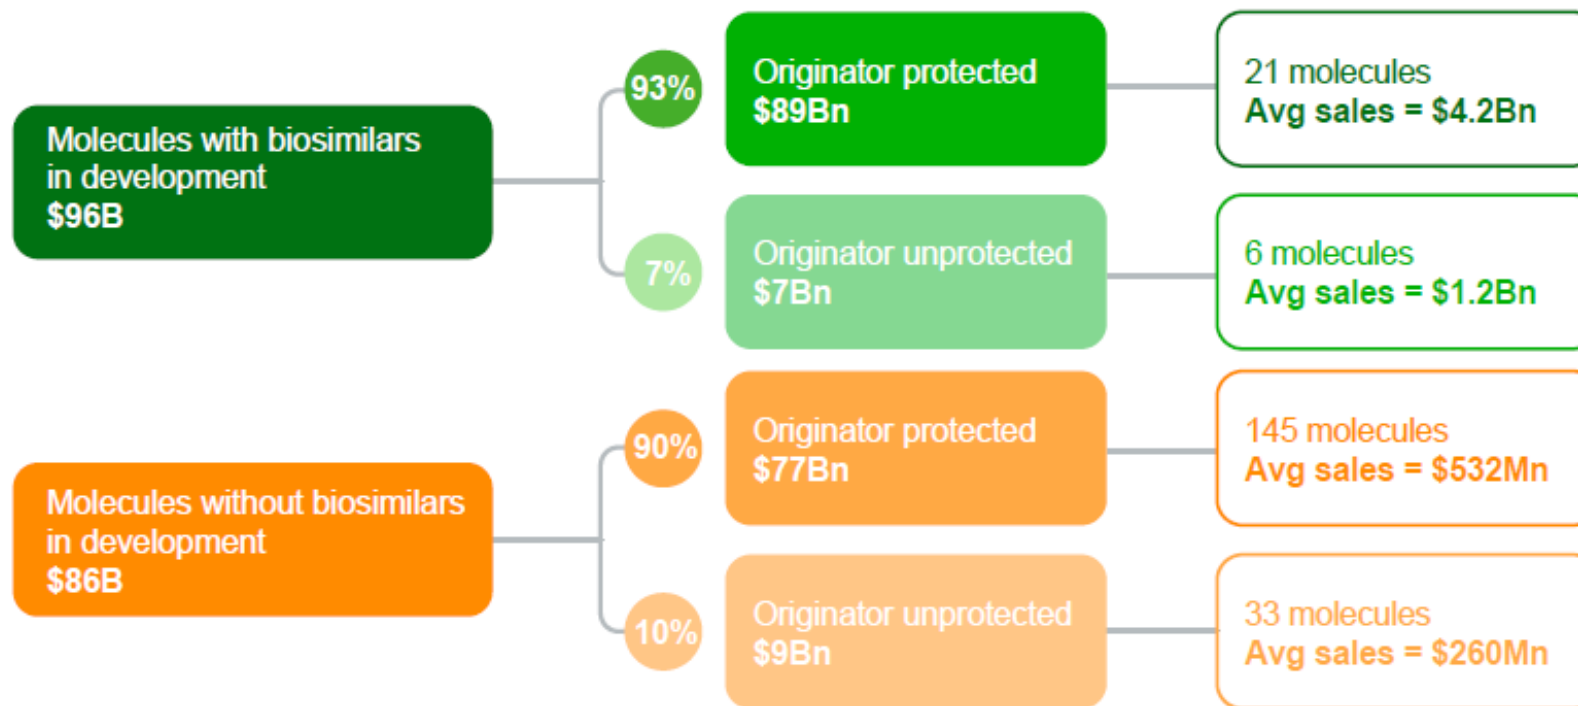 Molecules with biosimilars
in development
$96B
93%
Originator protected
$89Bn
21 molecules
Avg sales = $4.2Bn
7%
Originator unprotected
$7Bn
6 molecules
Avg sales = $1.2Bn
Molecules without biosimilars
in development
$86B
90%
Originator protected
$77Bn
145 molecules
Avg sales = $532Mn
10%
Originator unprotected
$9Bn
33 molecules
Avg sales = $260Mn